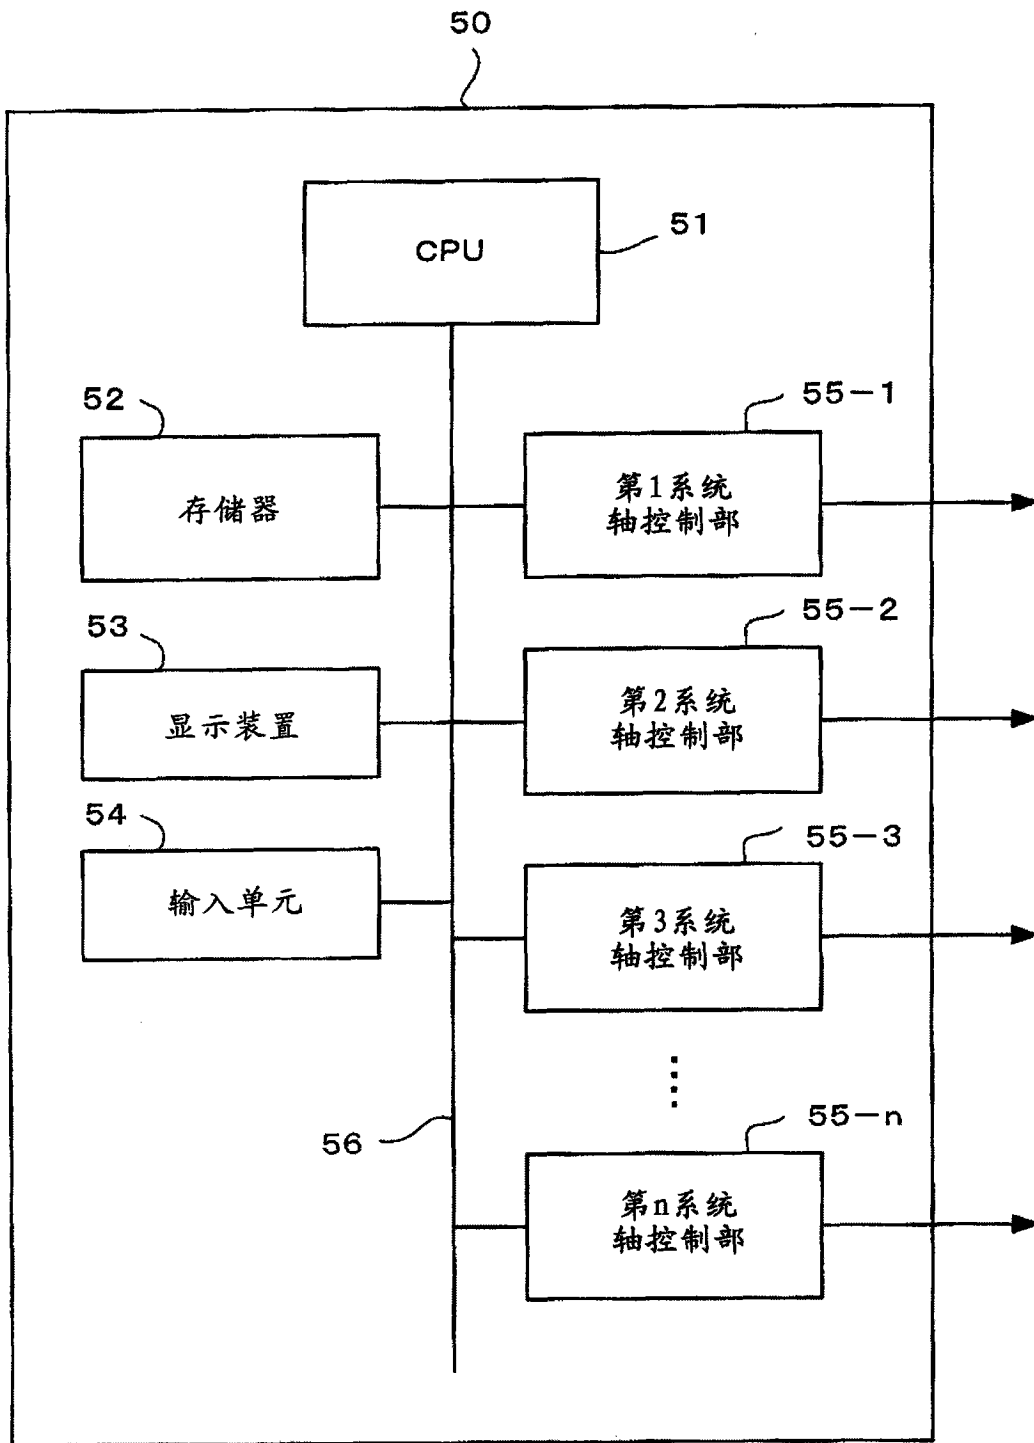 50
CPU
51
52
存储器
55-1
第1系统
轴控制部
53
显示装置
55-2
第2系统
轴控制部
54
输入单元
55-3
第3系统
轴控制部
56
55-n
第n系统
轴控制部